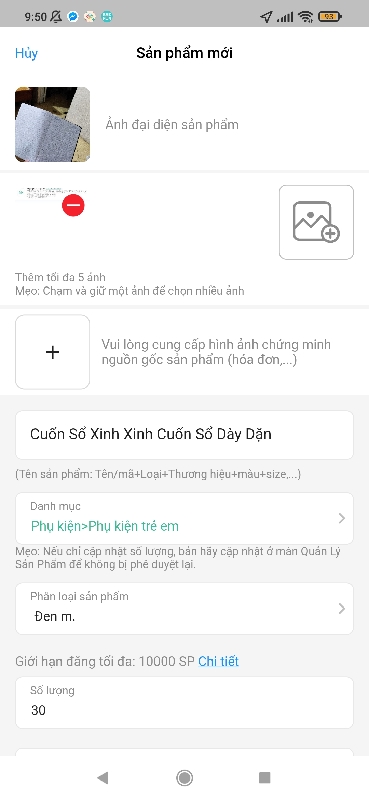 9:50
93
Hủy
Sản phẩm mới
Ảnh đại diện sản phẩm
Thêm tối đa 5 ảnh
Mẹo: Chạm và giữ một ảnh để chọn nhiều ảnh
Vui lòng cung cấp hình ảnh chứng minh
nguồn gốc sản phẩm (hóa đơn,...)
Cuốn Sổ Xinh Xinh Cuốn Sổ Dày Dặn
(Tên sản phẩm: Tên/mã+Loại+Thương hiệu+màu+size,...)
Danh mục
Phụ kiện>Phụ kiện trẻ em
Mẹo: Nếu chỉ cập nhật số lượng, bản hãy cập nhật ở màn Quản Lý
Sản Phẩm để không bị phê duyệt lại.
Phân loại sản phẩm
Đen m.
Giới hạn đăng tối đa: 10000 SP Chi tiết
Số lượng
30